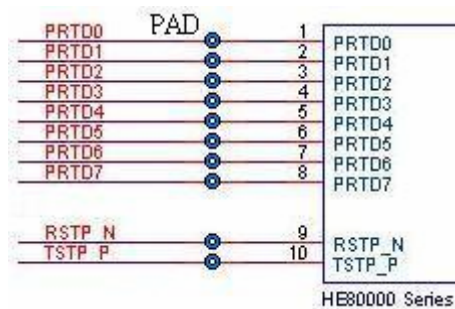 PAD
PRTD0 1 PRTD0
PRTD1 2 PRTD1
PRTD2 3 PRTD2
PRTD3 4 PRTD3
PRTD4 5 PRTD4
PRTD5 6 PRTD5
PRTD6 7 PRTD6
PRTD7 8 PRTD7
RSTP_N 9 RSTP_N
TSTP_P 10 TSTP_P
HE80000 Series